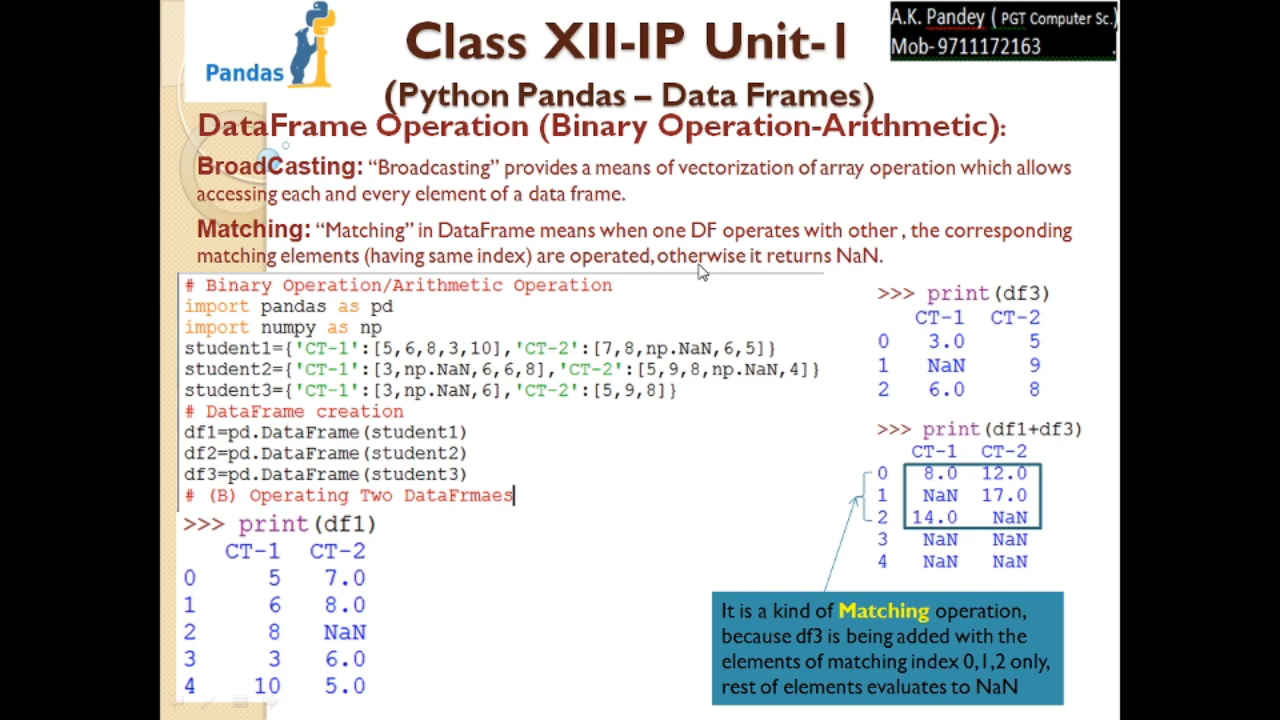 Pandas
Class XII-IP Unit-1
A.K. Pandey ( PGT Computer Sc.)
Mob- 9711172163 .
(Python Pandas – Data Frames)
DataFrame Operation (Binary Operation-Arithmetic):
BroadCasting: “Broadcasting” provides a means of vectorization of array operation which allows
accessing each and every element of a data frame.
Matching: “Matching” in DataFrame means when one DF operates with other , the corresponding
matching elements (having same index) are operated, otherwise it returns NaN.
# Binary Operation/Arithmetic Operation
import pandas as pd
import numpy as np
student1={'CT-1':[5,6,8,3,10],'CT-2':[7,8,np.NaN,6,5]}
student2={'CT-1':[3,np.NaN,6,6,8],'CT-2':[5,9,8,np.NaN,4]}
student3={'CT-1':[3,np.NaN,6],'CT-2':[5,9,8]}
# DataFrame creation
df1=pd.DataFrame(student1)
df2=pd.DataFrame(student2)
df3=pd.DataFrame(student3)
# (B) Operating Two DataFrmaes
>>> print(df1)
CT-1 CT-2
0 5 7.0
1 6 8.0
2 8 NaN
3 3 6.0
4 10 5.0
>>> print(df3)
CT-1 CT-2
0 3.0 5
1 NaN 9
2 6.0 8
>>> print(df1+df3)
CT-1 CT-2
0 8.0 12.0
1 NaN 17.0
2 14.0 NaN
3 NaN NaN
4 NaN NaN
It is a kind of Matching operation,
because df3 is being added with the
elements of matching index 0,1,2 only,
rest of elements evaluates to NaN